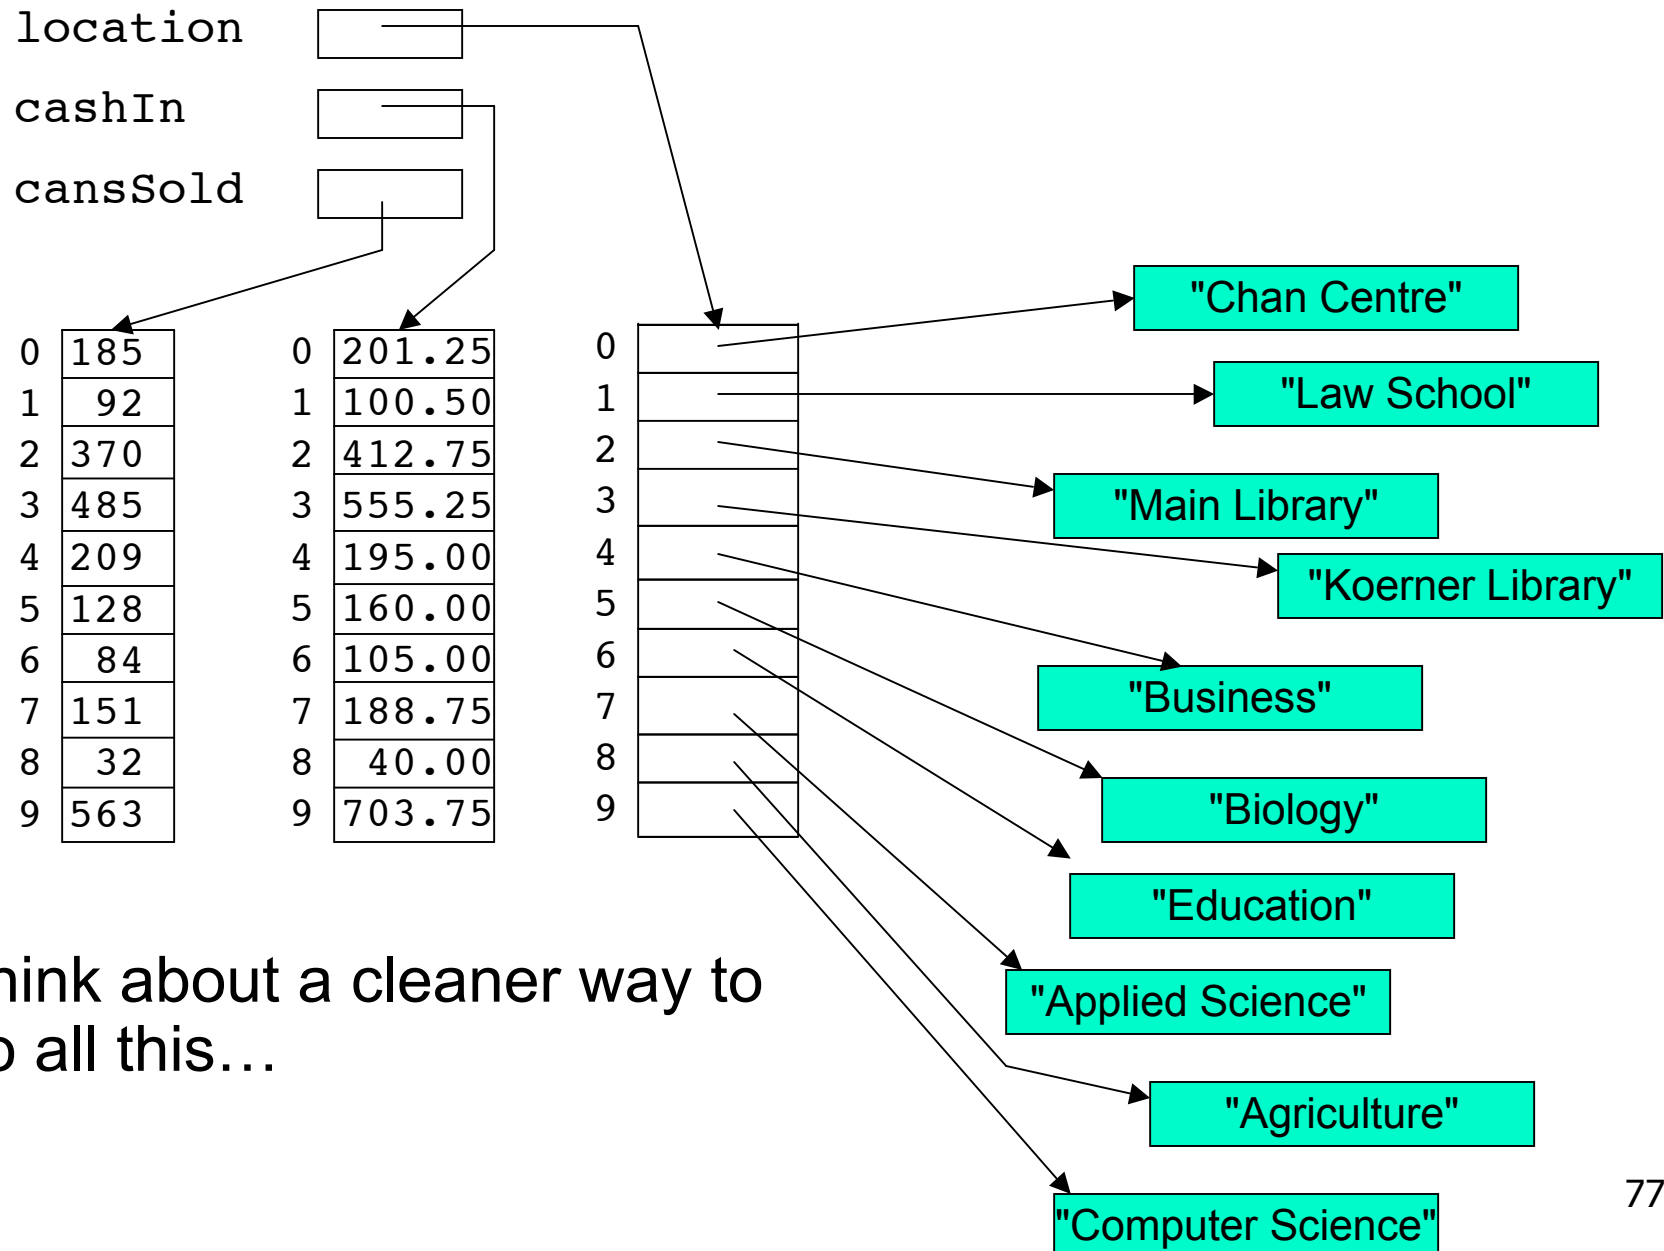 location
cashIn
cansSold
0 185
1 92
2 370
3 485
4 209
5 128
6 84
7 151
8 32
9 563
0 201.25
1 100.50
2 412.75
3 555.25
4 195.00
5 160.00
6 105.00
7 188.75
8 40.00
9 703.75
0
1
2
3
4
5
6
7
8
9
"Chan Centre"
"Law School"
"Main Library"
"Koerner Library"
"Business"
"Biology"
"Education"
"Applied Science"
"Agriculture"
"Computer Science"
hink about a cleaner way to
o all this…
77